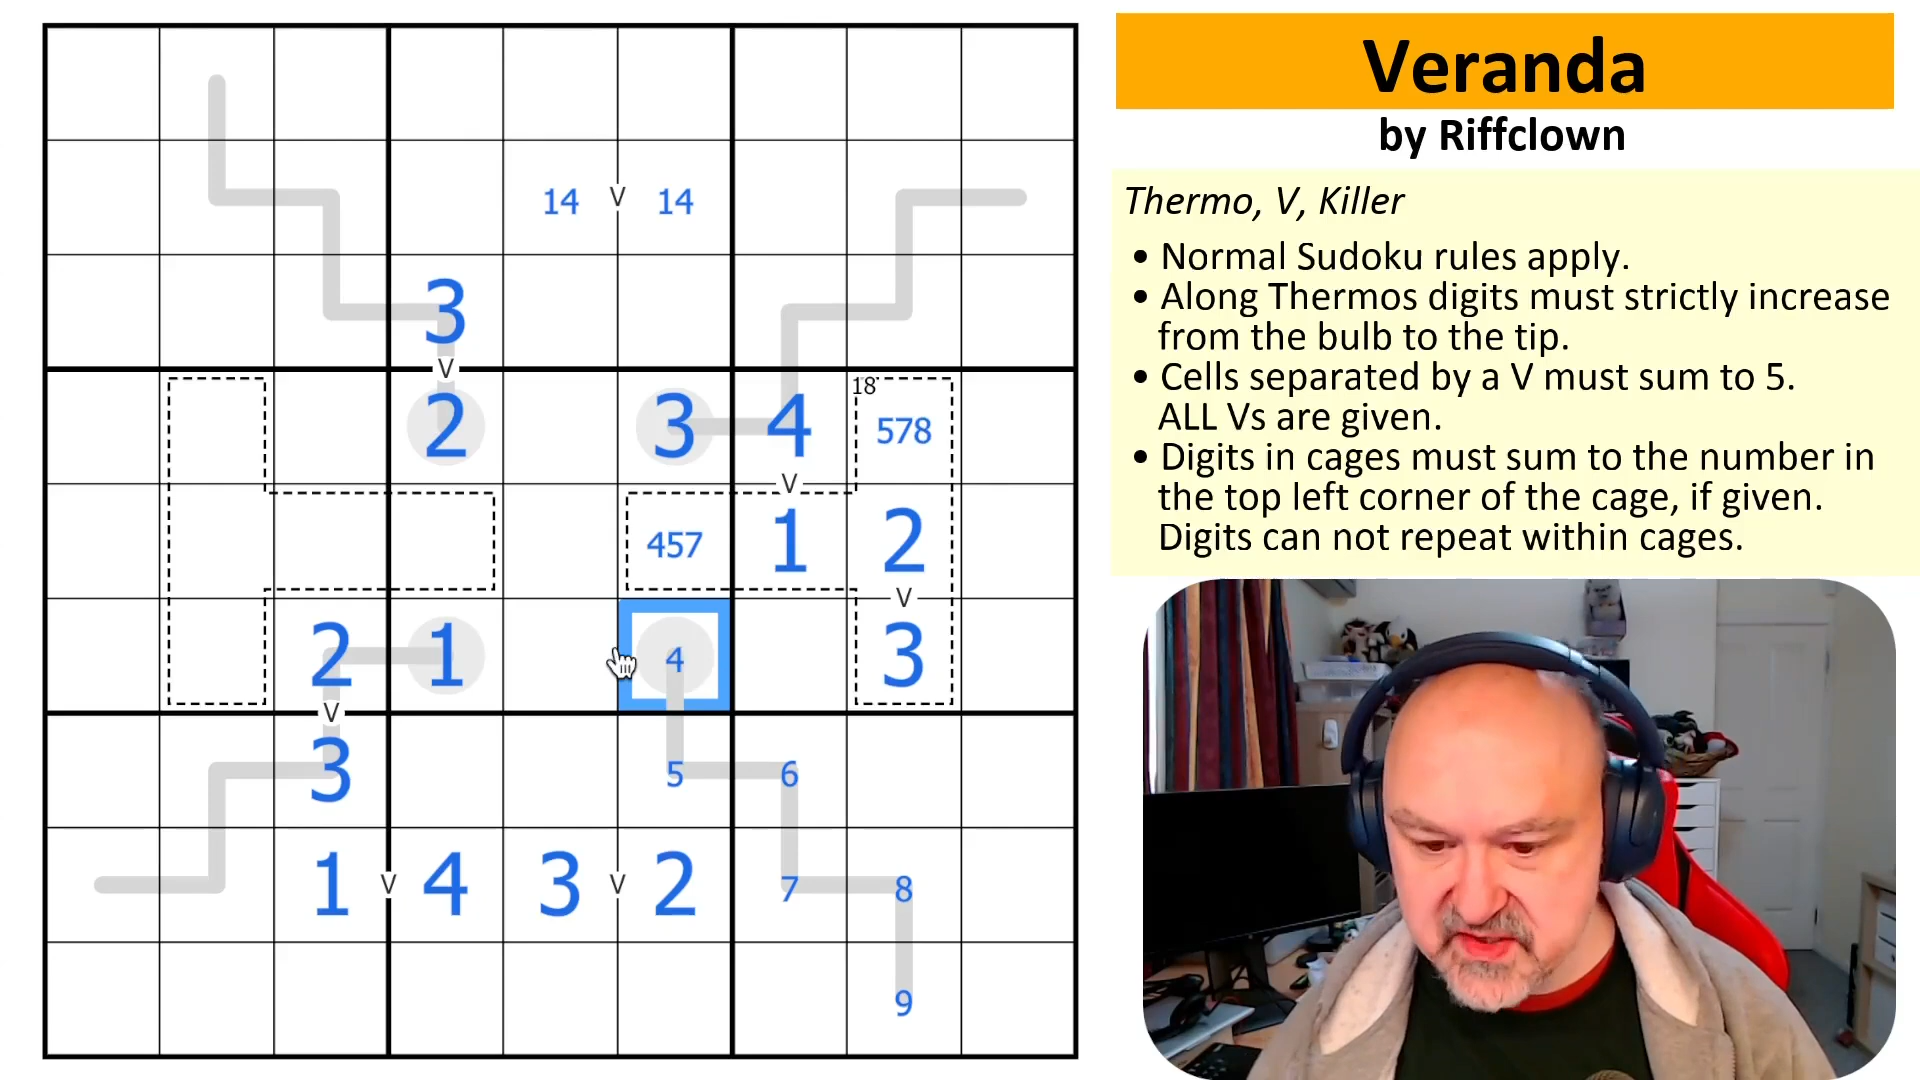 Veranda
by Riffclown
Thermo, V, Killer
• Normal Sudoku rules apply.
• Along Thermos digits must strictly increase
from the bulb to the tip.
• Cells separated by a V must sum to 5.
ALL Vs are given.
• Digits in cages must sum to the number in
the top left corner of the cage, if given.
Digits can not repeat within cages.
14 V 14
3
V
18
2 3 4 578
V
457 1 2
V
2 1 4 3
V
3 5 6
1 V 4 3 V 2 7 8
9